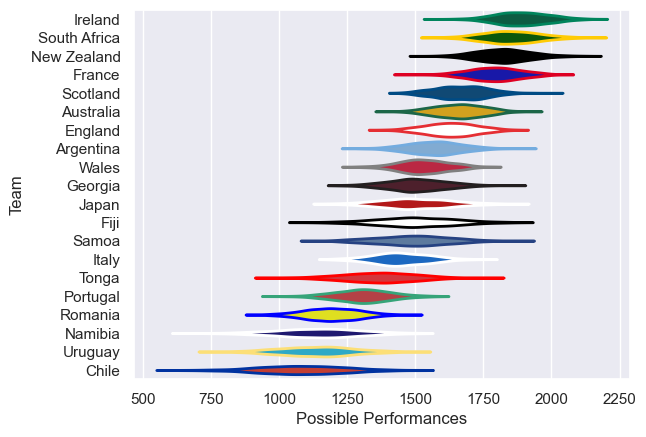 Ireland
South Africa
New Zealand
France
Scotland
Australia
England
Argentina
Wales
Georgia
Japan
Fiji
Samoa
Italy
Tonga
Portugal
Romania
Namibia
Uruguay
Chile
Team
500 750 1000 1250 1500 1750 2000 2250
Possible Performances